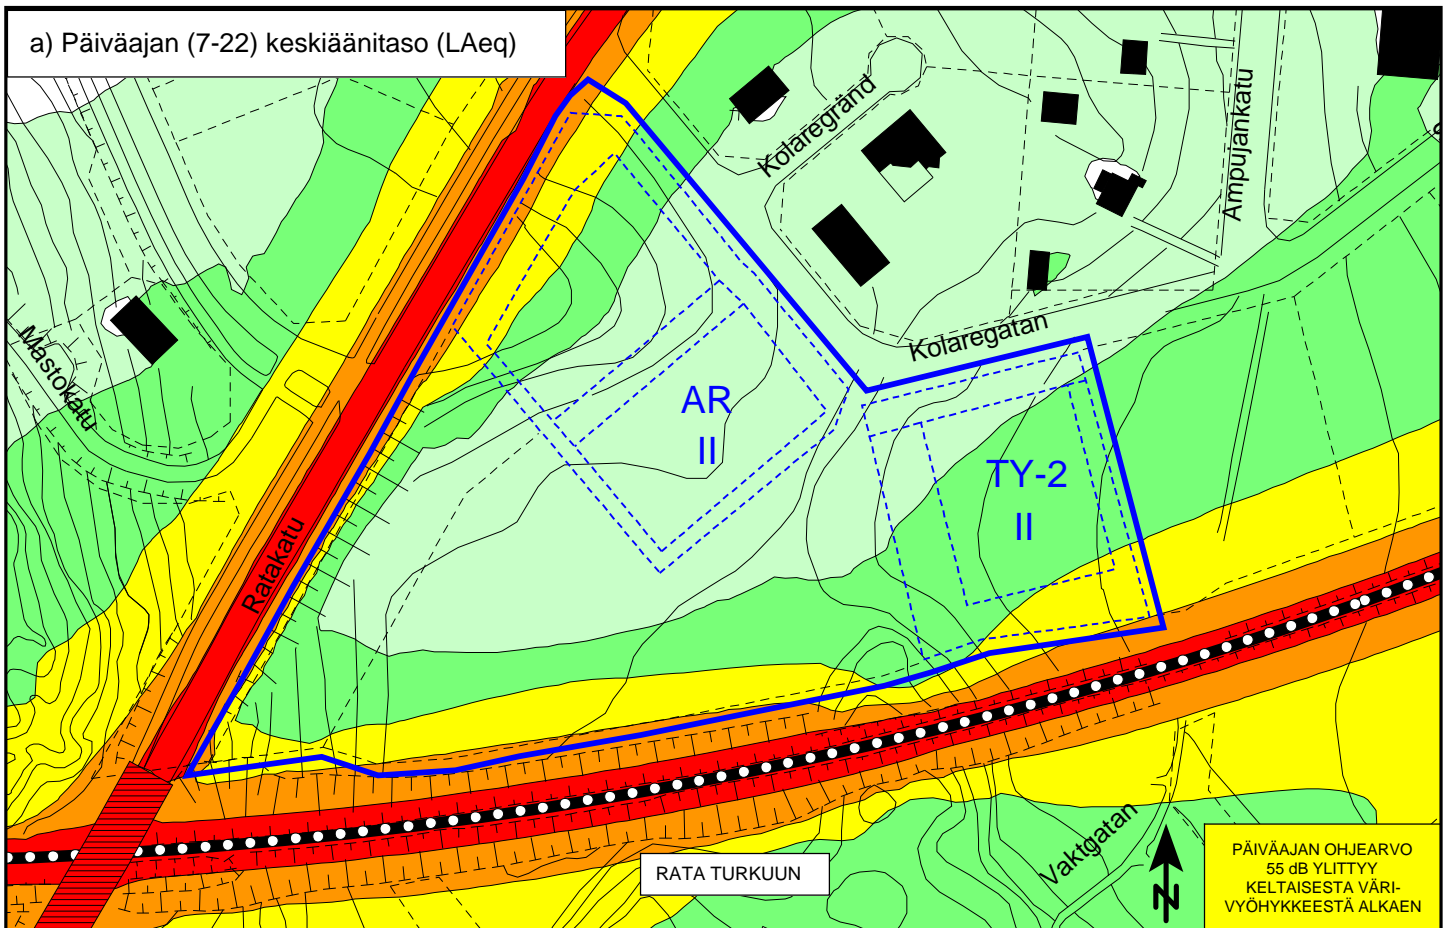 a) Päiväajan (7-22) keskiäänitaso (LAeq)
Kolaregränd
Ampujankatu
Mastokatu
Kolaregatan
AR
II
TY-2
II
Ratakatu
RATA TURKUUN
Vaktgatan
N
PÄIVÄAJAN OHJEARVO
55 dB YLITTYY
KELTAISESTA VÄRI-
VYÖHYKKEESTÄ ALKAEN